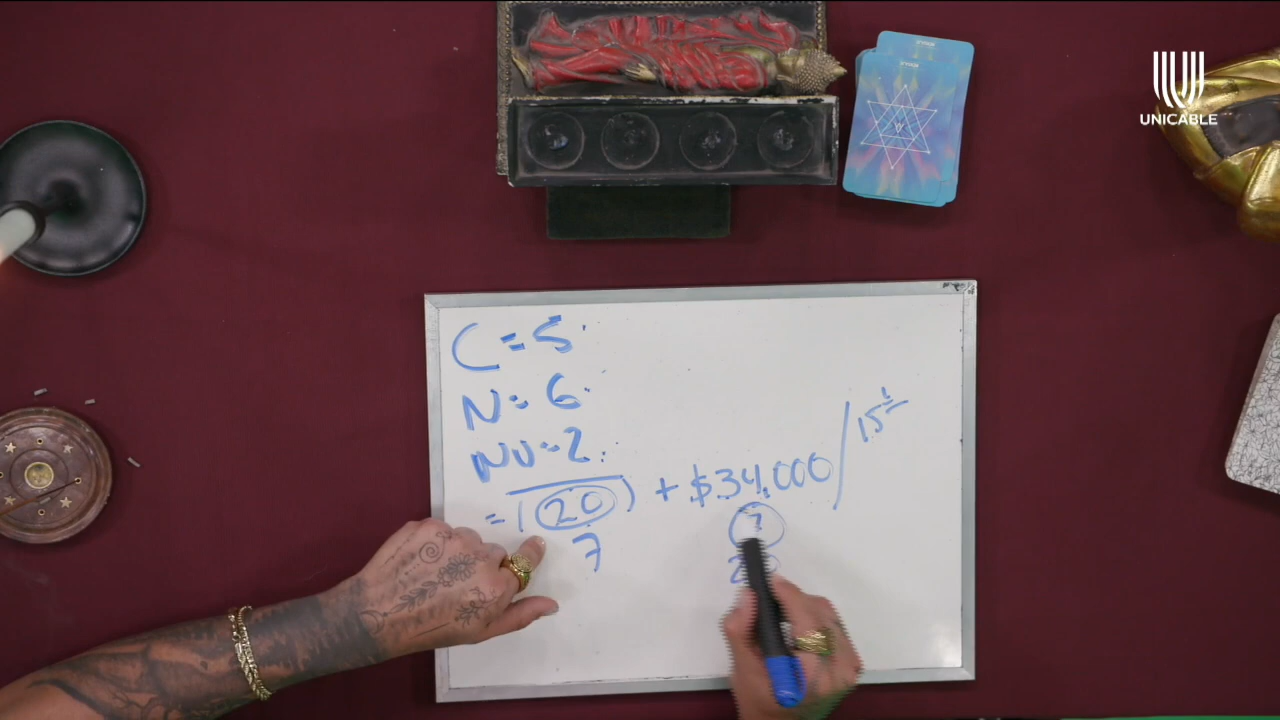 UNICABLE
C=5
N=6
NU=2
=(20) + $34,000 / 15
7 7